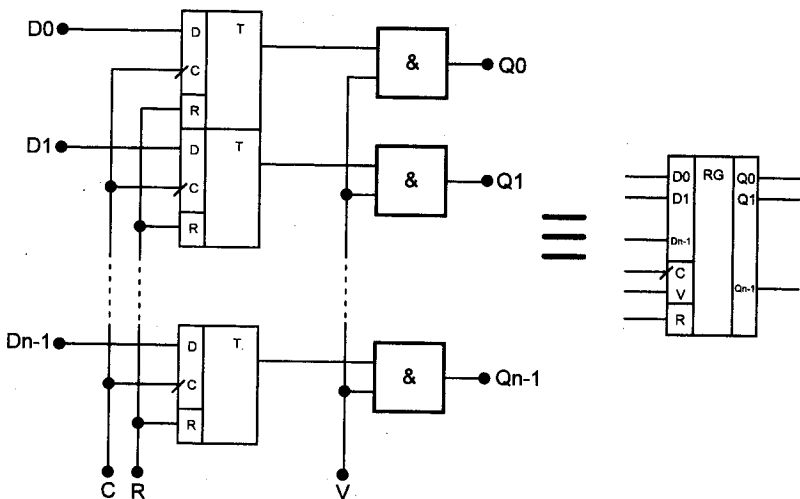 D0 D T
C & Q0
R
D1 D T
C & Q1
R
Dn-1 D T
C & Qn-1
R
C R V
D0 RG Q0
D1 Q1
Dn-1
C
V Qn-1
R